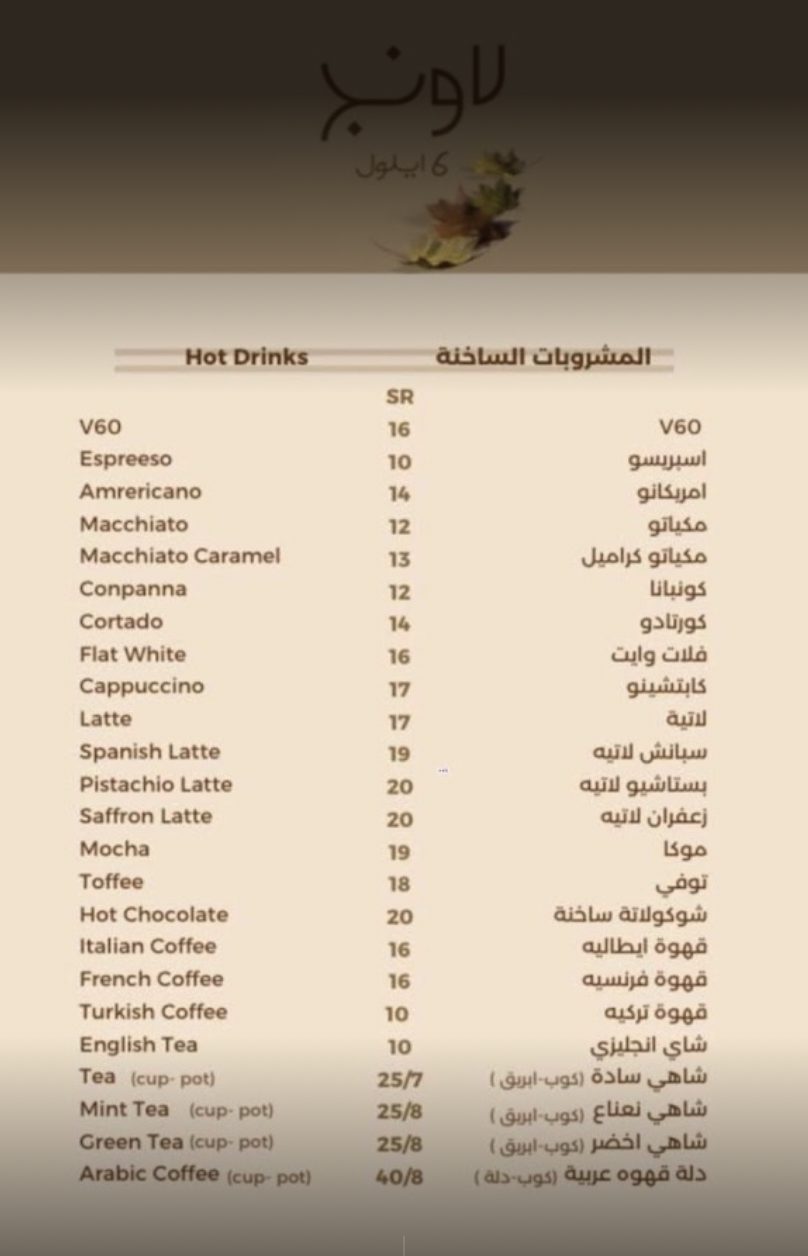 لاونج
6 ايلول
Hot Drinks المشروبات الساخنة
SR
V60 16 V60
Espreeso 10 اسبريسو
Amrericano 14 امريكانو
Macchiato 12 مكياتو
Macchiato Caramel 13 مكياتو كراميل
Conpanna 12 كونبانا
Cortado 14 كورتادو
Flat White 16 فلات وايت
Cappuccino 17 كابتشينو
Latte 17 لاتية
Spanish Latte 19 سبانش لاتيه
Pistachio Latte 20 بستاشيو لاتيه
Saffron Latte 20 زعفران لاتيه
Mocha 19 موكا
Toffee 18 توفي
Hot Chocolate 20 شوكولاتة ساخنة
Italian Coffee 16 قهوة ايطاليه
French Coffee 16 قهوة فرنسيه
Turkish Coffee 10 قهوة تركيه
English Tea 10 شاي انجليزي
Tea (cup- pot) 25/7 شاهي سادة (كوب-ابريق )
Mint Tea (cup- pot) 25/8 شاهي نعناع (كوب-ابريق )
Green Tea (cup- pot) 25/8 شاهي اخضر (كوب-ابريق )
Arabic Coffee (cup- pot) 40/8 دلة قهوه عربية (كوب-دلة )